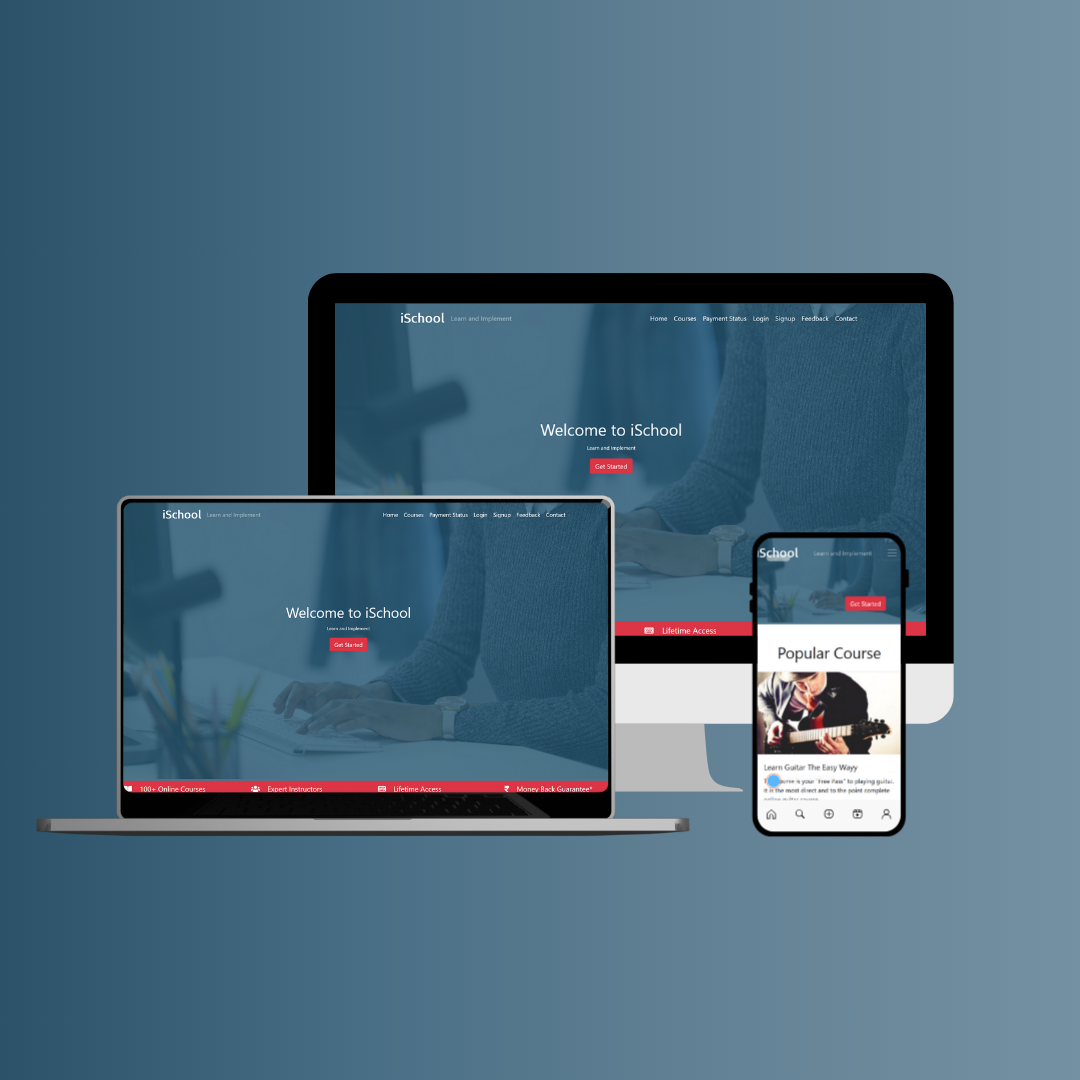 iSchool Learn and Implement Home Courses Payment Status Login Signup Feedback Contact
Welcome to iSchool
Learn and Implement
Get Started
Lifetime Access
iSchool Learn and Implement Home Courses Payment Status Login Signup Feedback Contact
Welcome to iSchool
Learn and Implement
Get Started
100+ Online Courses Expert Instructors Lifetime Access Money Back Guarantee*
iSchool Learn and Implement
Get Started
Popular Course
Learn Guitar The Easy Wayy
is your "Free Pass" to playing guitar.
It is the most direct and to the point complete
online guitar course